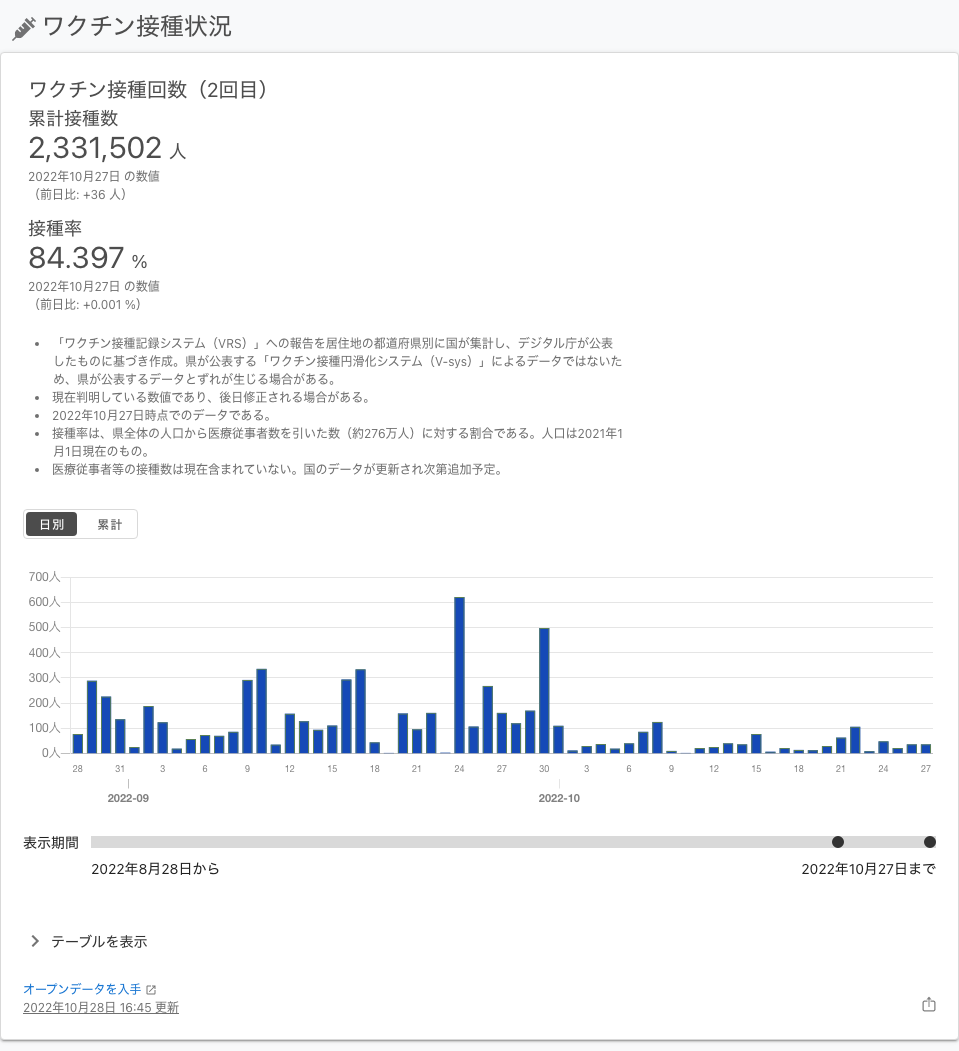 ワクチン接種状況
ワクチン接種回数（2回目）
累計接種数
2,331,502 人
2022年10月27日 の数値
（前日比: +36 人）
接種率
84.397 %
2022年10月27日 の数値
（前日比: +0.001 %）
• 「ワクチン接種記録システム（VRS）」への報告を居住地の都道府県別に国が集計し、デジタル庁が公表
したものに基づき作成。県が公表する「ワクチン接種円滑化システム（V-sys）」によるデータではないた
め、県が公表するデータとずれが生じる場合がある。
• 現在判明している数値であり、後日修正される場合がある。
• 2022年10月27日時点でのデータである。
• 接種率は、県全体の人口から医療従事者数を引いた数（約276万人）に対する割合である。人口は2021年1
月1日現在のもの。
• 医療従事者等の接種数は現在含まれていない。国のデータが更新され次第追加予定。
日別 累計
700人
600人
500人
400人
300人
200人
100人
0人
28 31 3 6 9 12 15 18 21 24 27 30 3 6 9 12 15 18 21 24 27
2022-09 2022-10
表示期間
2022年8月28日から 2022年10月27日まで
テーブルを表示
オープンデータを入手
2022年10月28日 16:45 更新